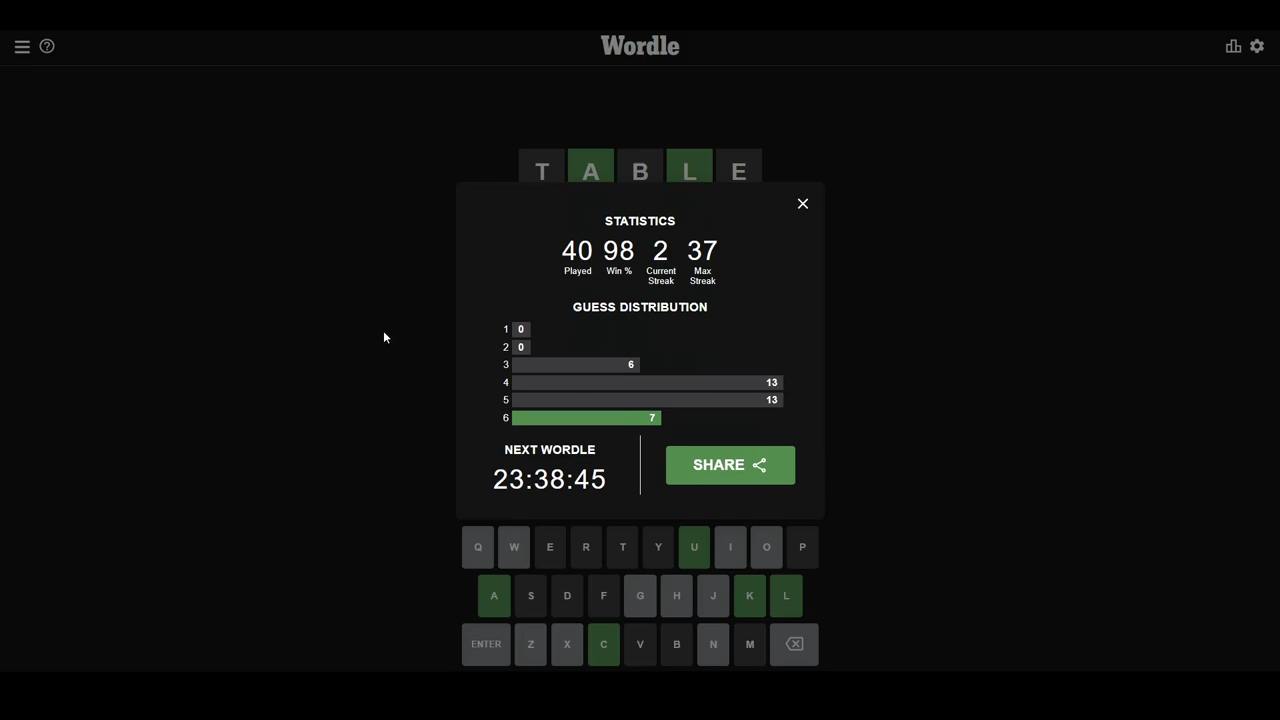 Wordle
T A B L E
STATISTICS
40 98 2 37
Played Win % Current Streak Max Streak
GUESS DISTRIBUTION
1 0
2 0
3 6
4 13
5 13
6 7
NEXT WORDLE
23:38:45
SHARE
Q W E R T Y U I O P
A S D F G H J K L
ENTER Z X C V B N M